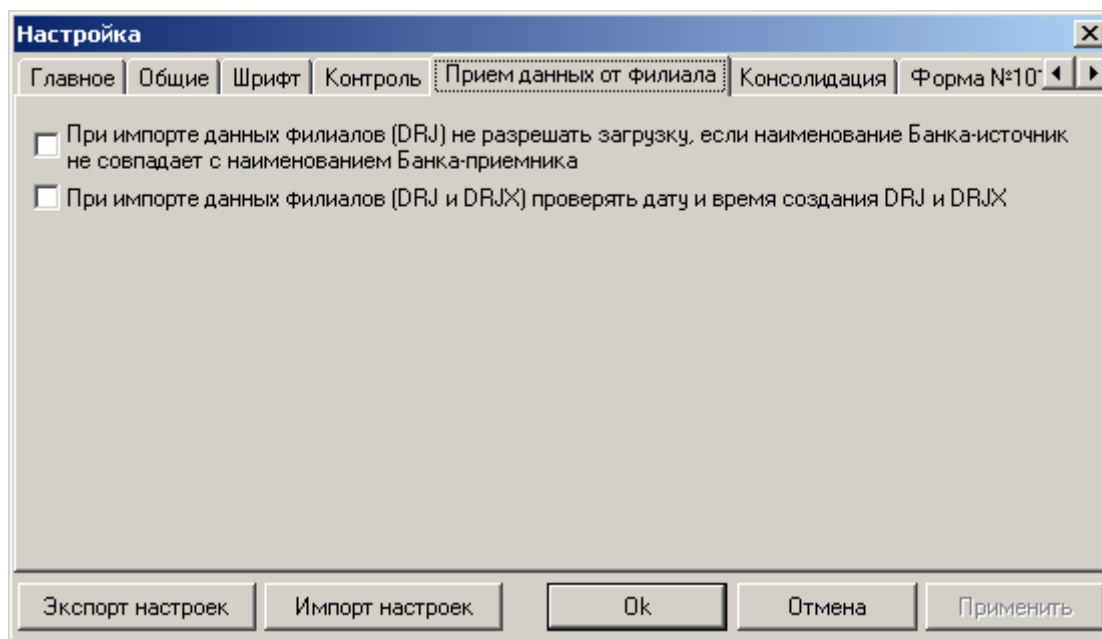 Настройка
Главное Общие Шрифт Контроль Прием данных от филиала Консолидация Форма №101
При импорте данных филиалов (DRJ) не разрешать загрузку, если наименование Банка-источник
не совпадает с наименованием Банка-приемника
При импорте данных филиалов (DRJ и DRJX) проверять дату и время создания DRJ и DRJX
Экспорт настроек Импорт настроек Ok Отмена Применить